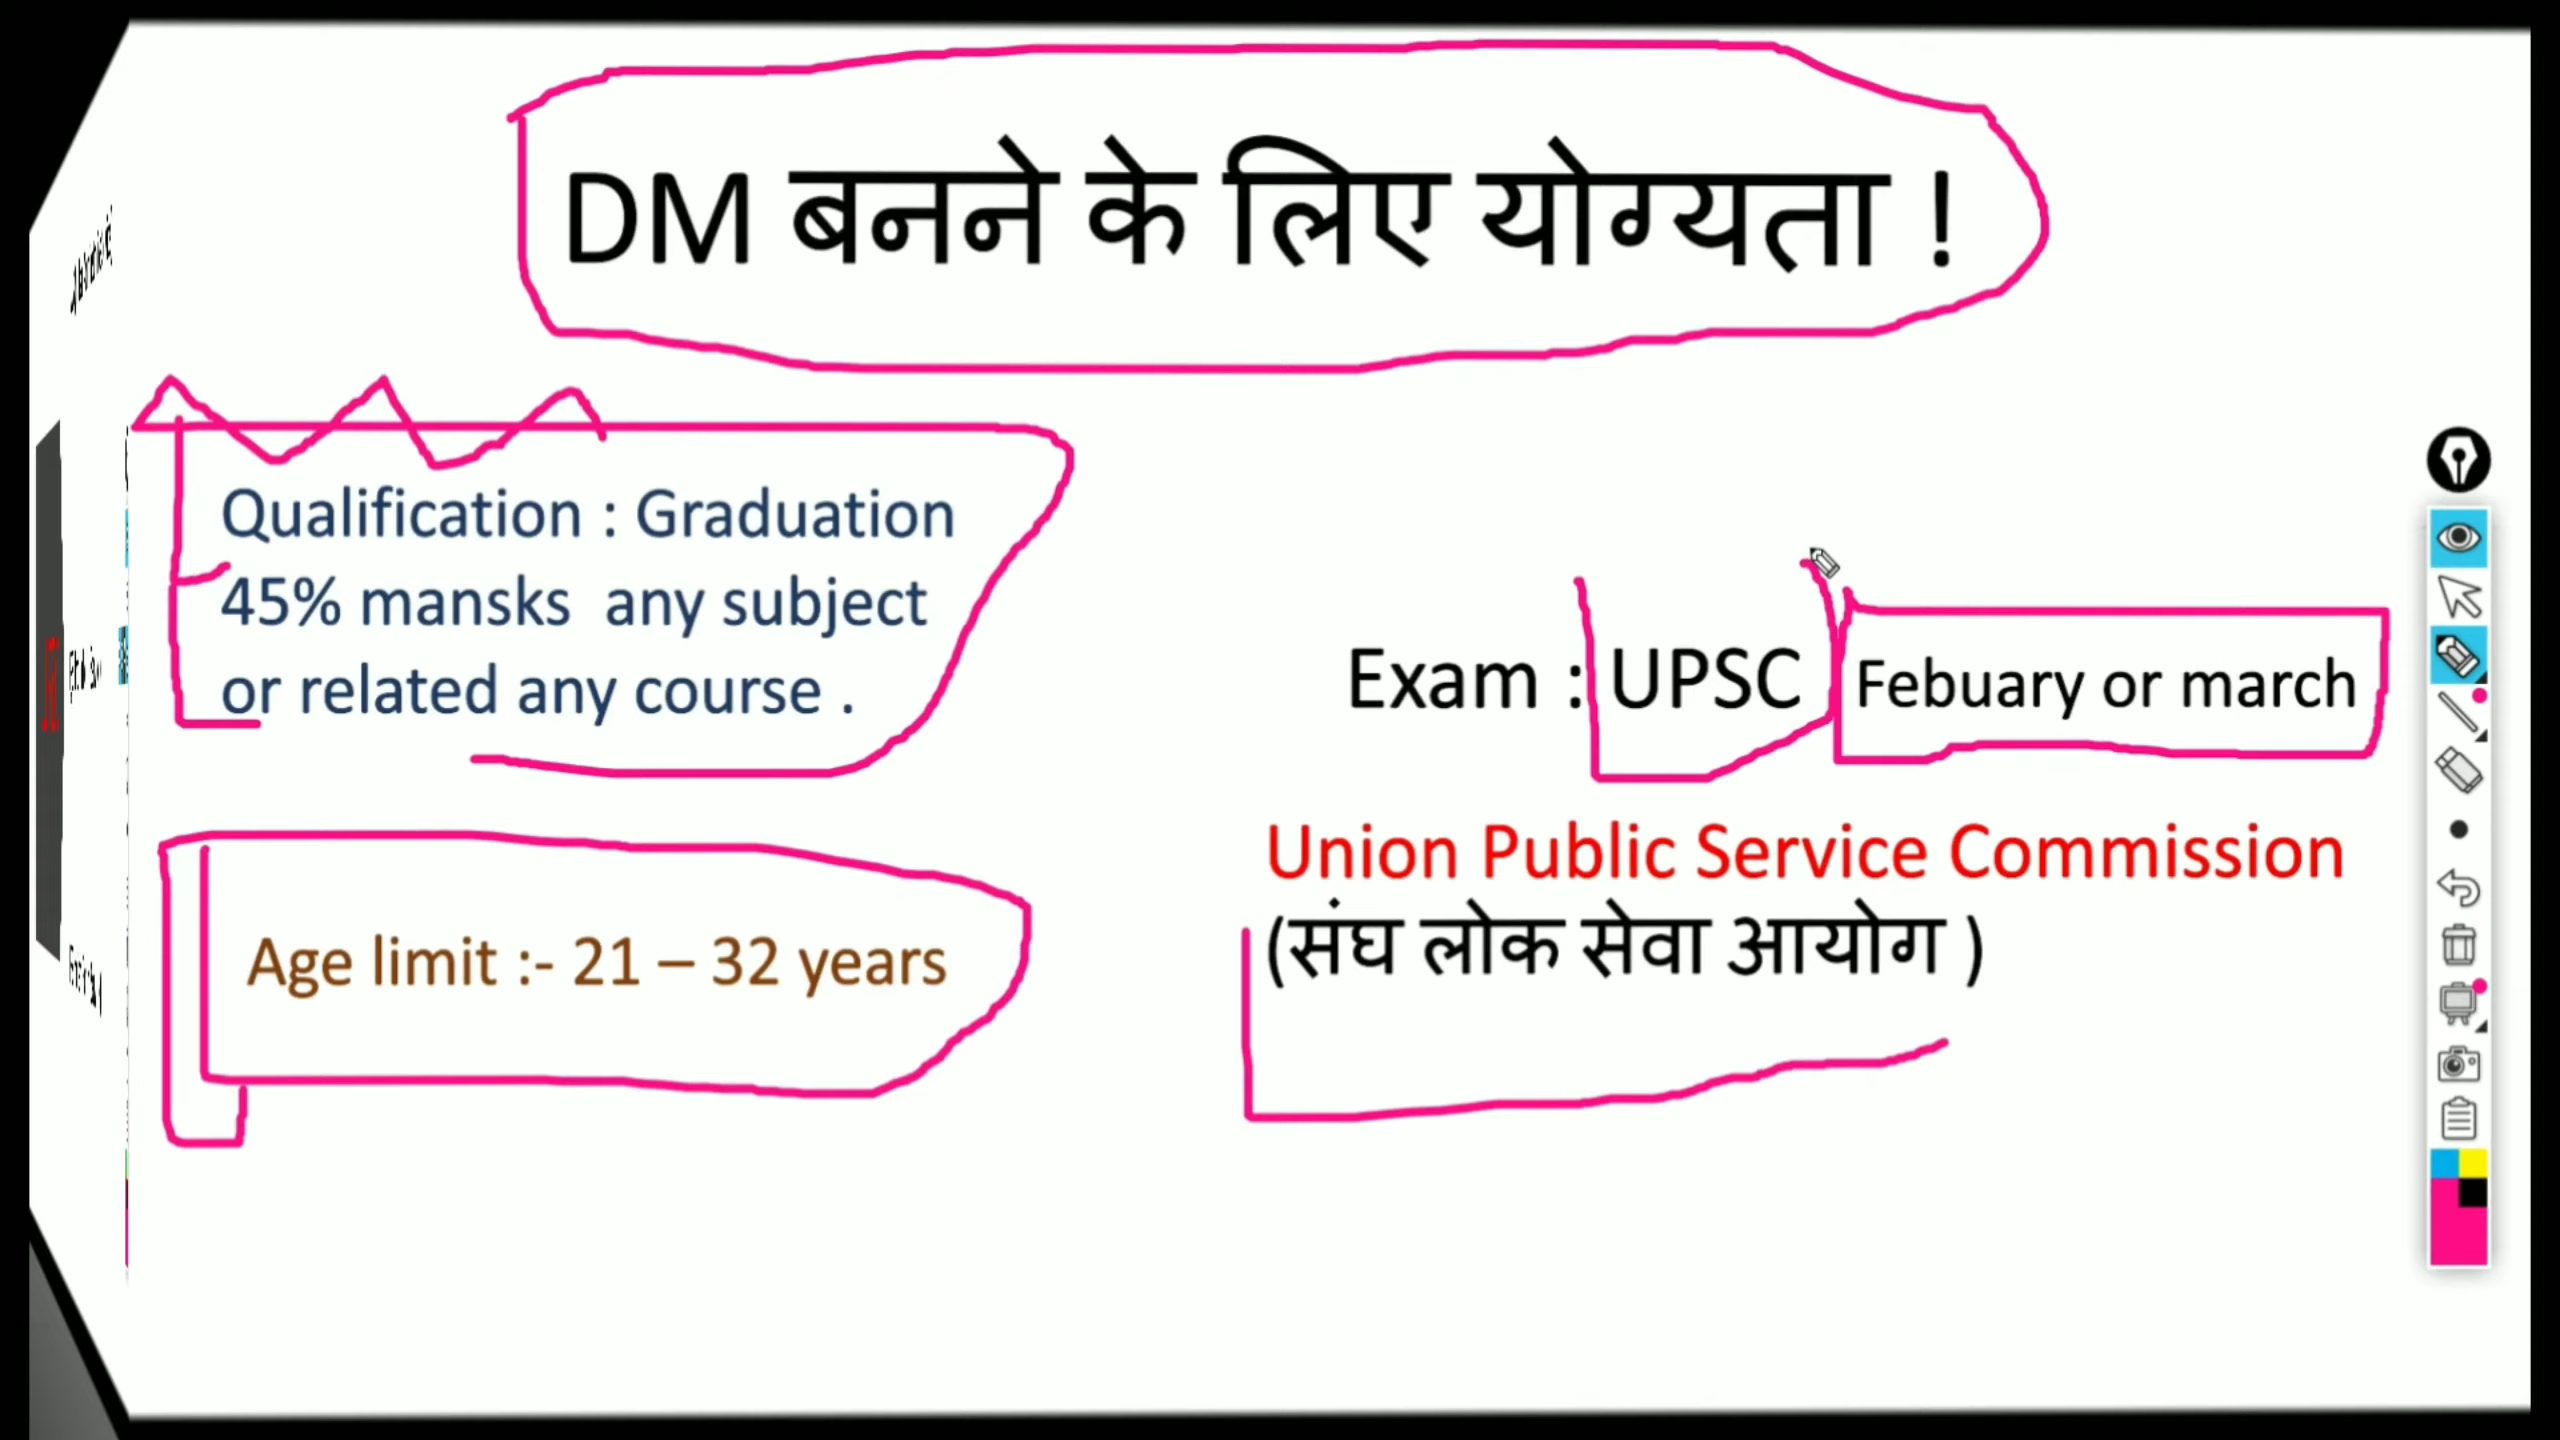 DM बनने के लिए योग्यता !
Qualification : Graduation
45% mansks any subject
or related any course .
Age limit :- 21 – 32 years
Exam : UPSC Febuary or march
Union Public Service Commission
(संघ लोक सेवा आयोग )